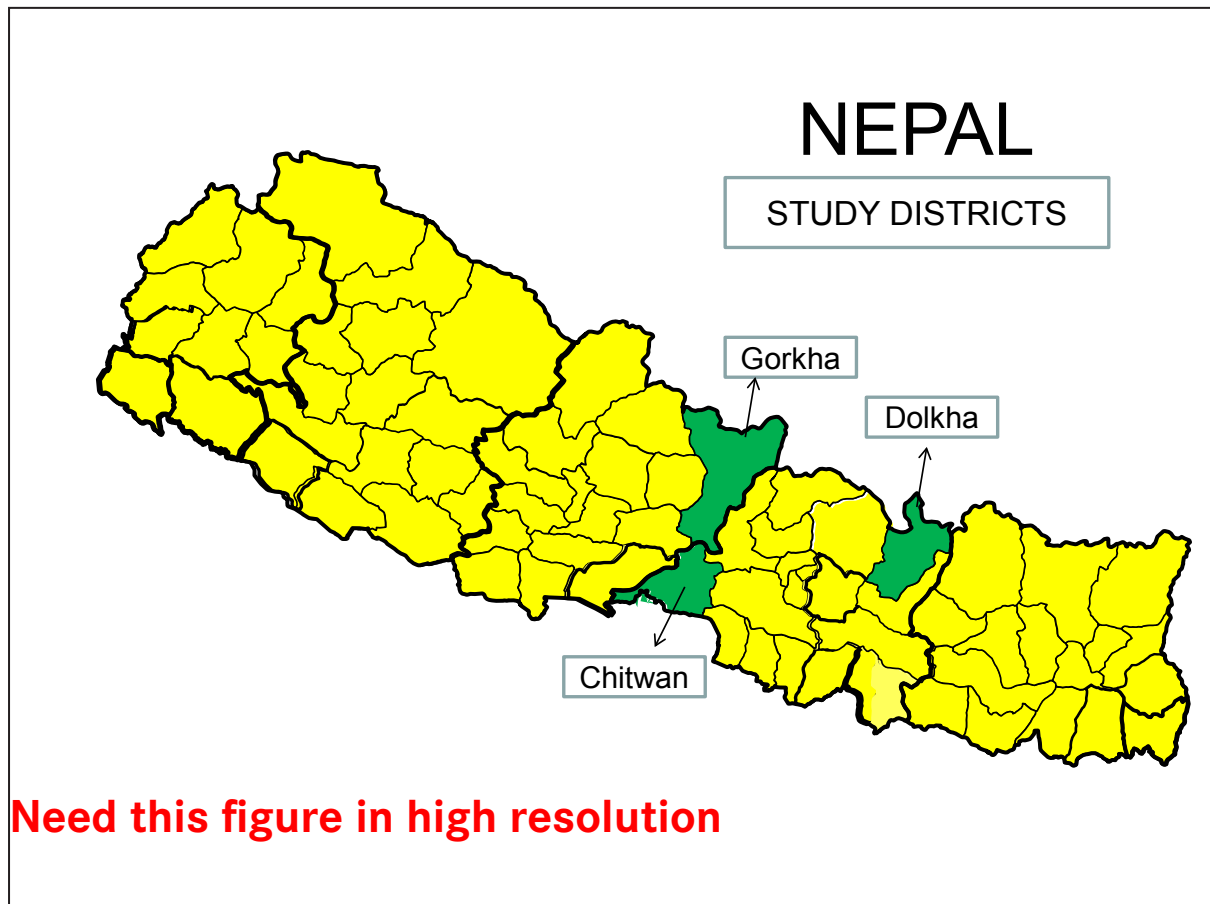 NEPAL
STUDY DISTRICTS
Gorkha
Dolkha
Chitwan
Need this figure in high resolution